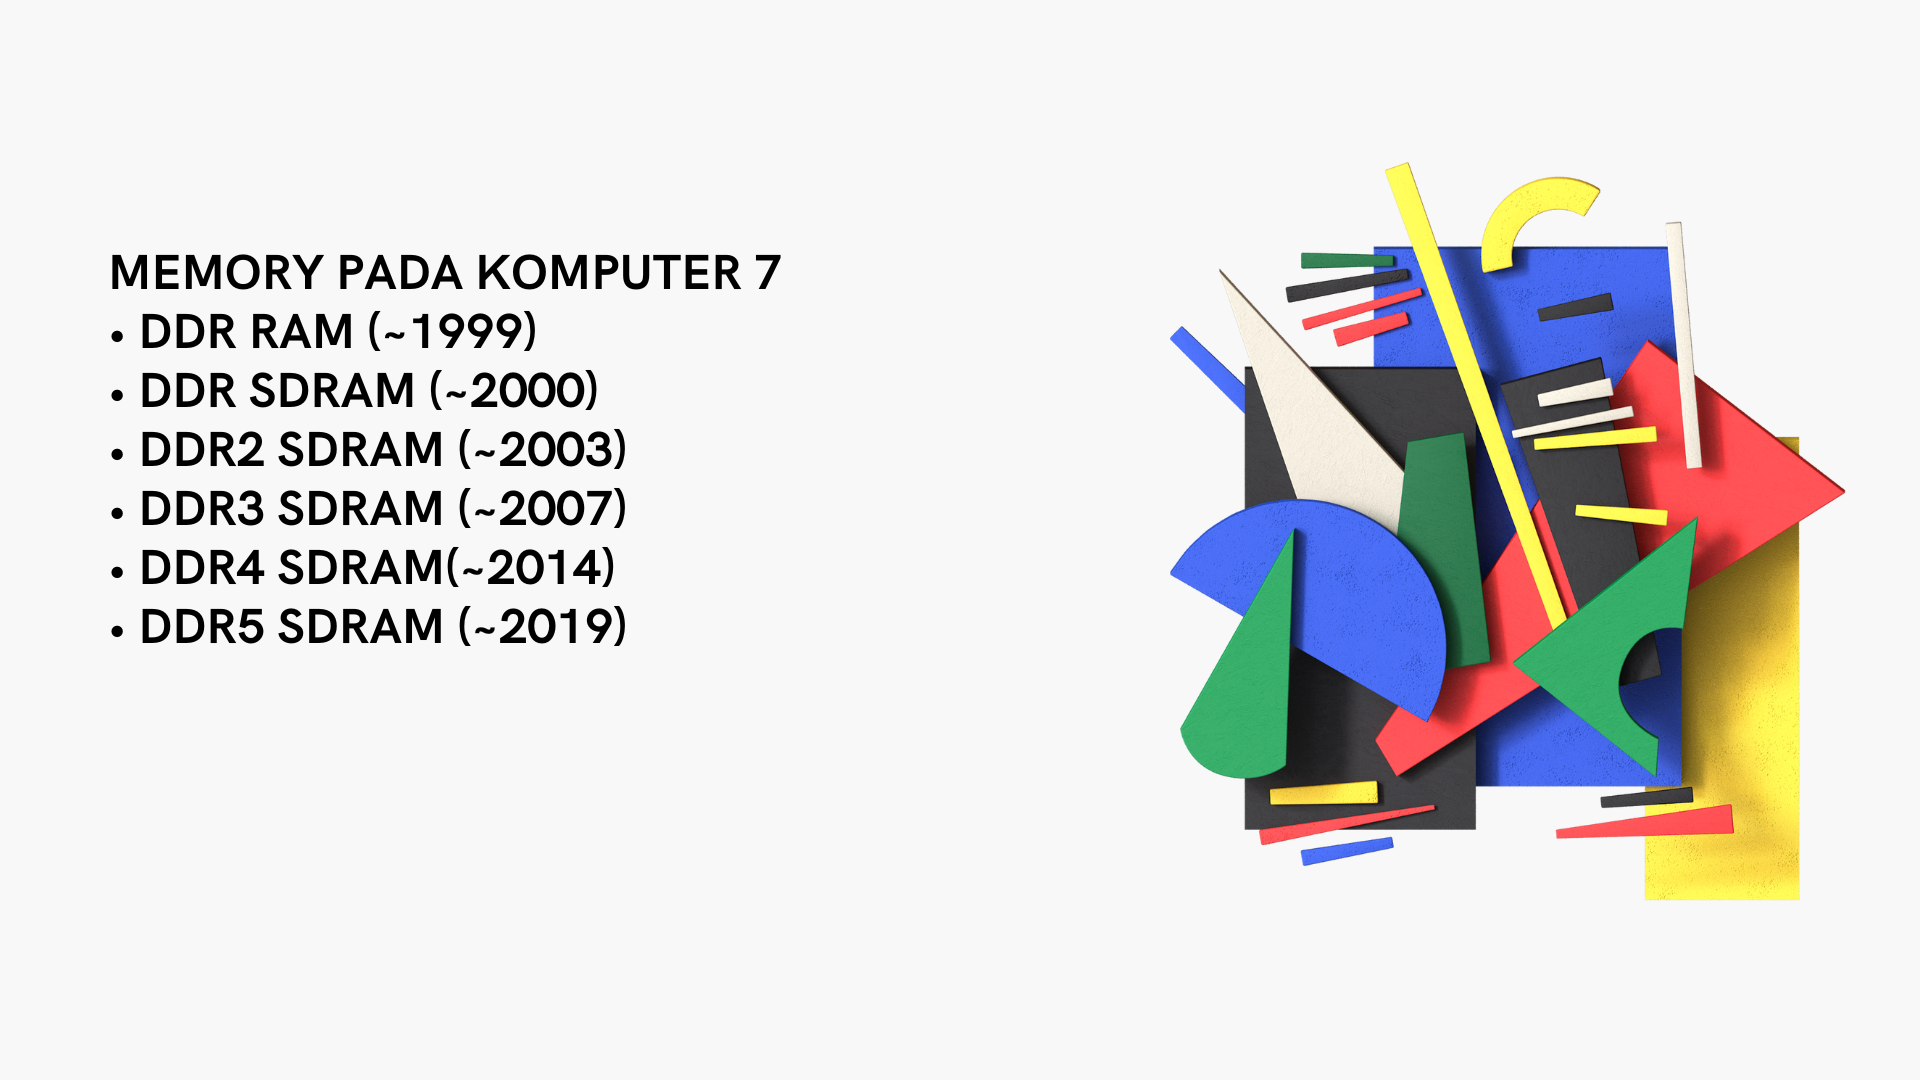 MEMORY PADA KOMPUTER 7
• DDR RAM (~1999)
• DDR SDRAM (~2000)
• DDR2 SDRAM (~2003)
• DDR3 SDRAM (~2007)
• DDR4 SDRAM(~2014)
• DDR5 SDRAM (~2019)